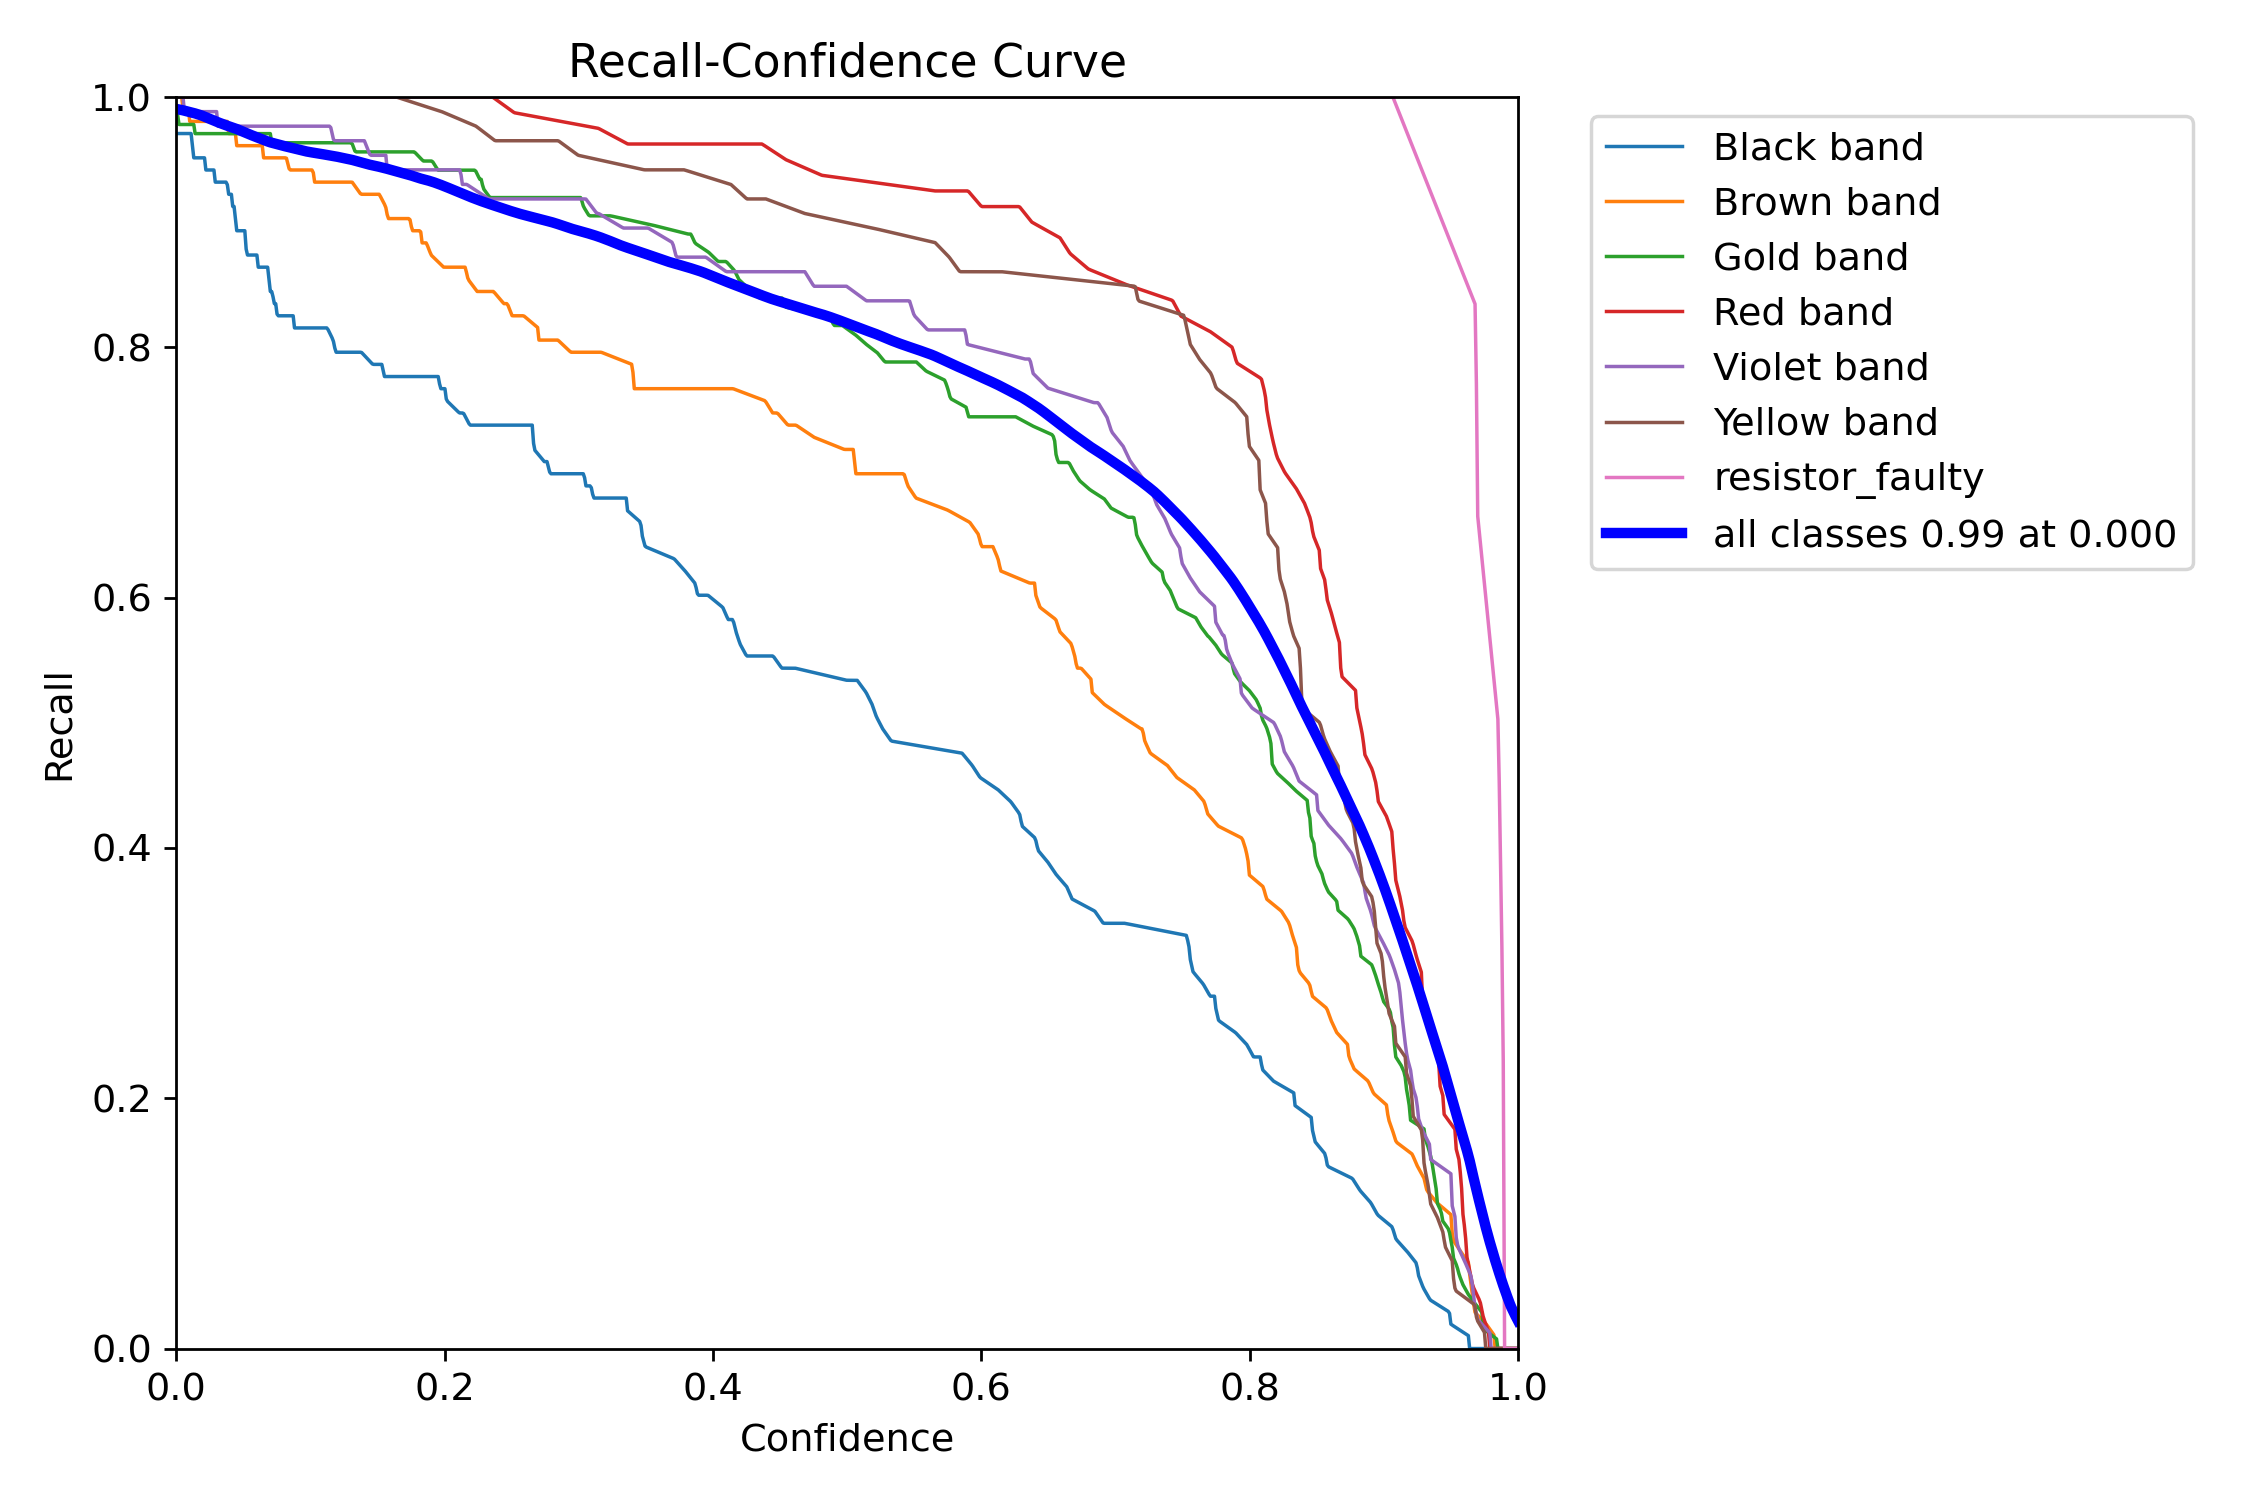 Recall-Confidence Curve
1.0
0.8
0.6
0.4
0.2
0.0
Recall
0.0 0.2 0.4 0.6 0.8 1.0
Confidence
Black band
Brown band
Gold band
Red band
Violet band
Yellow band
resistor_faulty
all classes 0.99 at 0.000